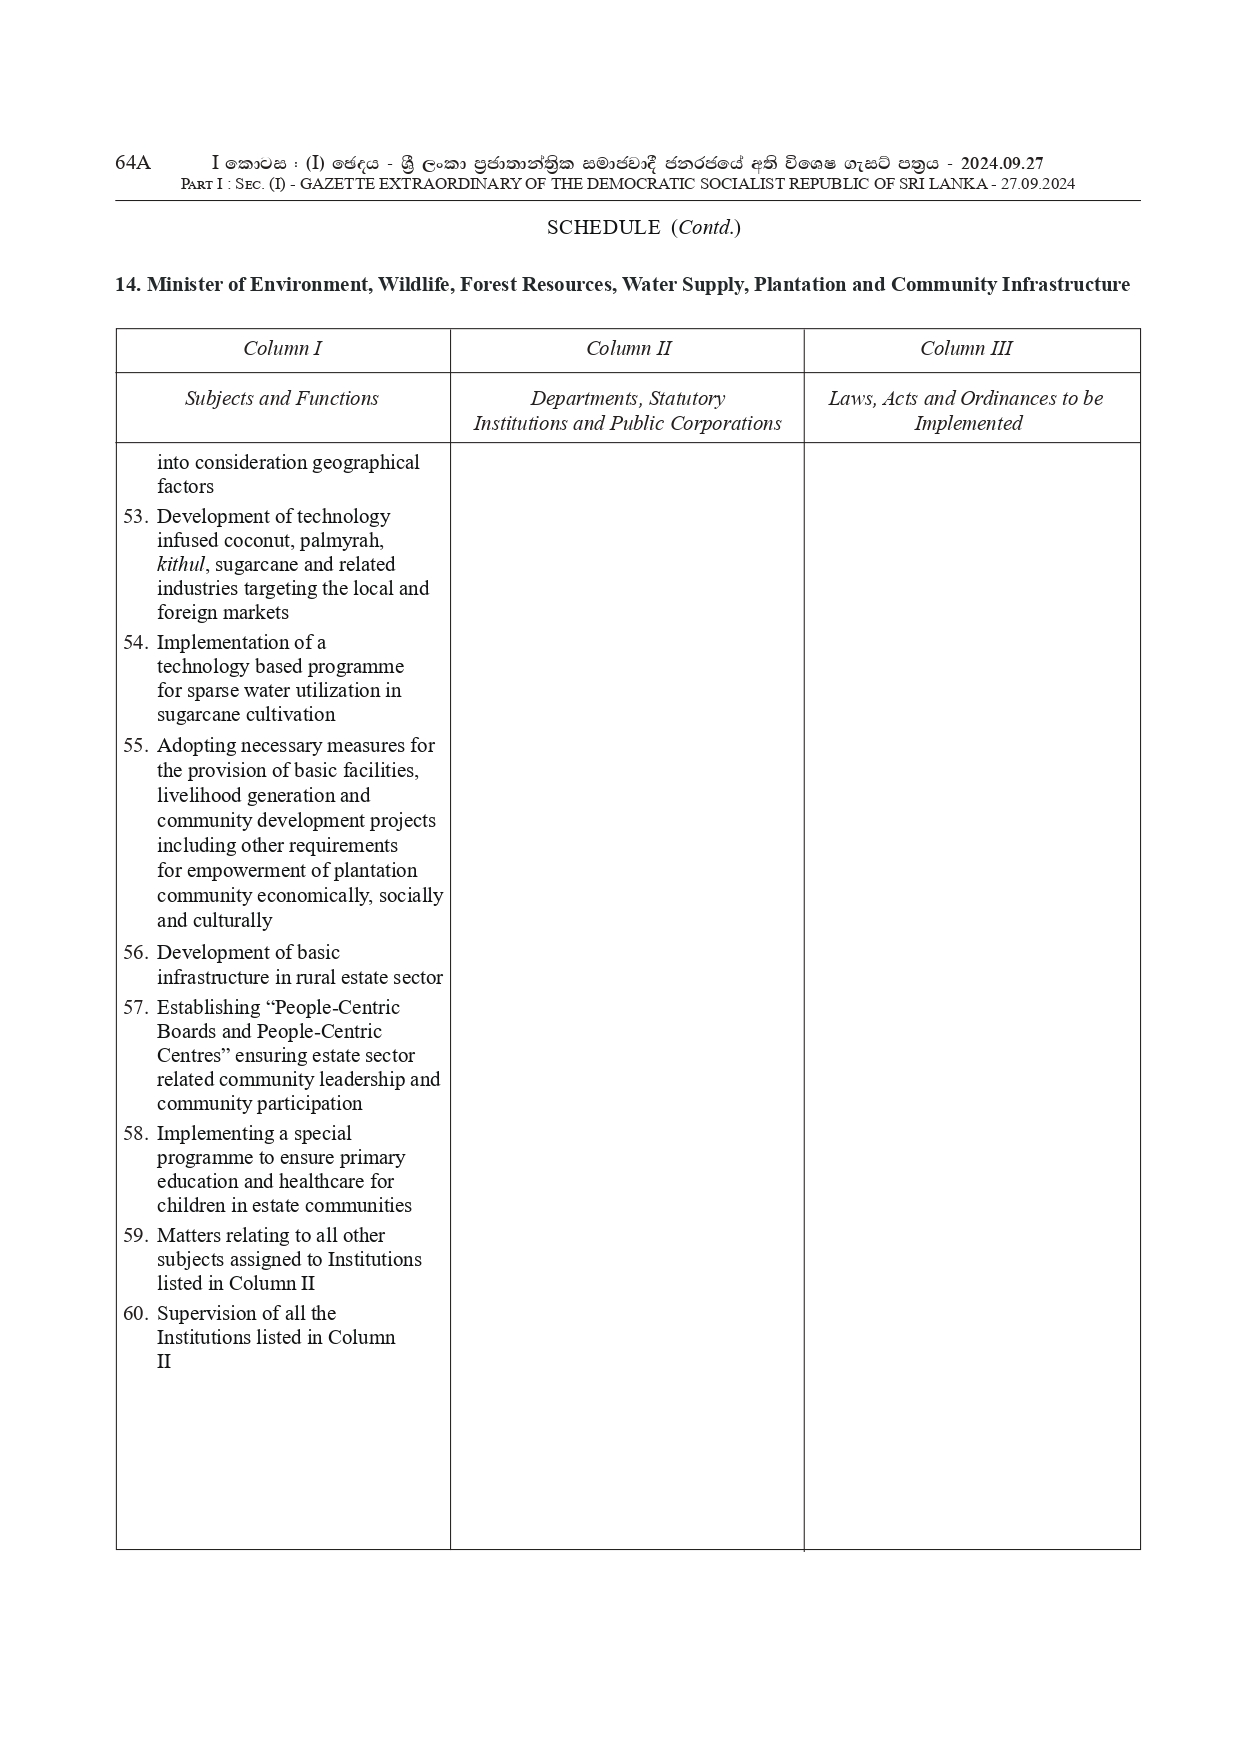 64A I කොටස : (I) ඡෙදය - ශ්‍රී ලංකා ප්‍රජාතාන්ත්‍රික සමාජවාදී ජනරජයේ අති විශෙෂ ගැසට් පත්‍රය - 2024.09.27
PART I : SEC. (I) - GAZETTE EXTRAORDINARY OF THE DEMOCRATIC SOCIALIST REPUBLIC OF SRI LANKA - 27.09.2024
SCHEDULE (Contd.)
14. Minister of Environment, Wildlife, Forest Resources, Water Supply, Plantation and Community Infrastructure
Column I Column II Column III
Subjects and Functions
Departments, Statutory
Institutions and Public Corporations
Laws, Acts and Ordinances to be
Implemented
into consideration geographical
factors
53. Development of technology
infused coconut, palmyrah,
kithul, sugarcane and related
industries targeting the local and
foreign markets
54. Implementation of a
technology based programme
for sparse water utilization in
sugarcane cultivation
55. Adopting necessary measures for
the provision of basic facilities,
livelihood generation and
community development projects
including other requirements
for empowerment of plantation
community economically, socially
and culturally
56. Development of basic
infrastructure in rural estate sector
57. Establishing “People-Centric
Boards and People-Centric
Centres” ensuring estate sector
related community leadership and
community participation
58. Implementing a special
programme to ensure primary
education and healthcare for
children in estate communities
59. Matters relating to all other
subjects assigned to Institutions
listed in Column II
60. Supervision of all the
Institutions listed in Column
II